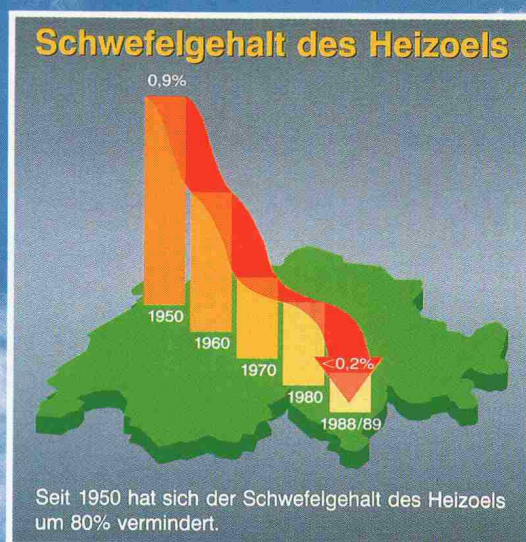 Schwefelgehalt des Heizoels
0,9%
1950
1960
1970
1980
<0,2%
1988/89
Seit 1950 hat sich der Schwefelgehalt des Heizoels
um 80% vermindert.